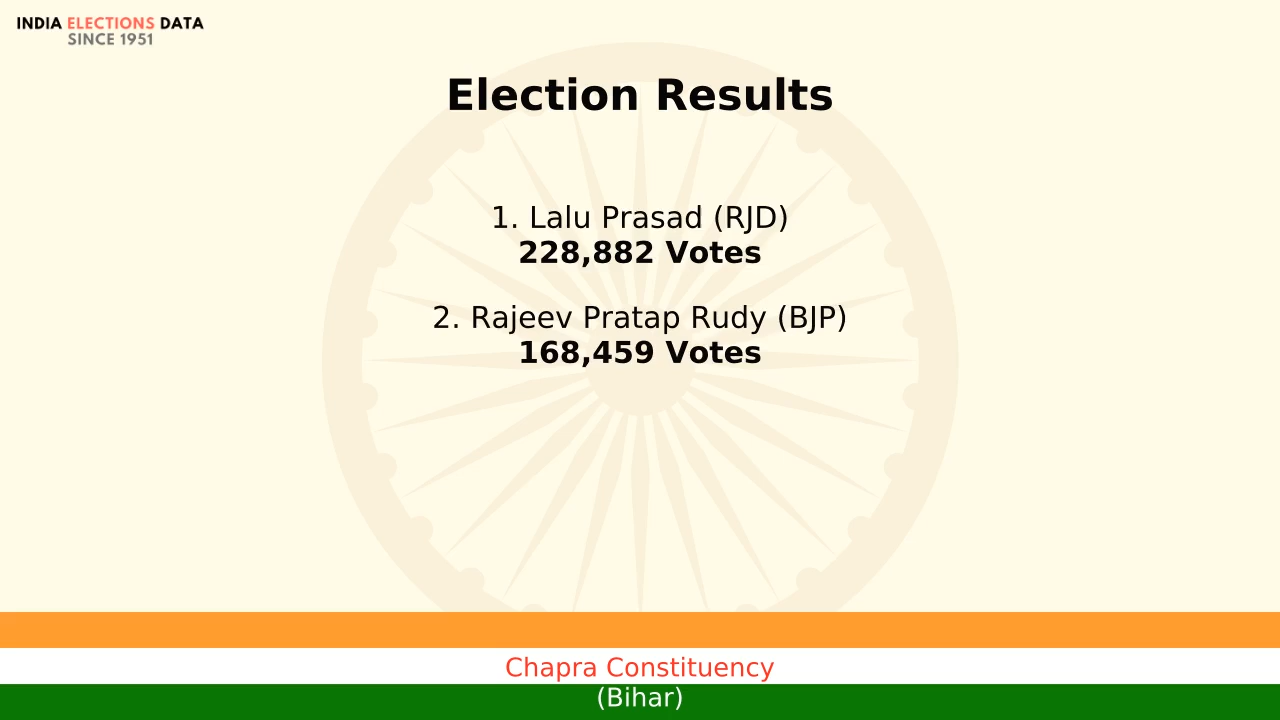 INDIA ELECTIONS DATA
SINCE 1951
Election Results
1. Lalu Prasad (RJD)
228,882 Votes
2. Rajeev Pratap Rudy (BJP)
168,459 Votes
Chapra Constituency
(Bihar)